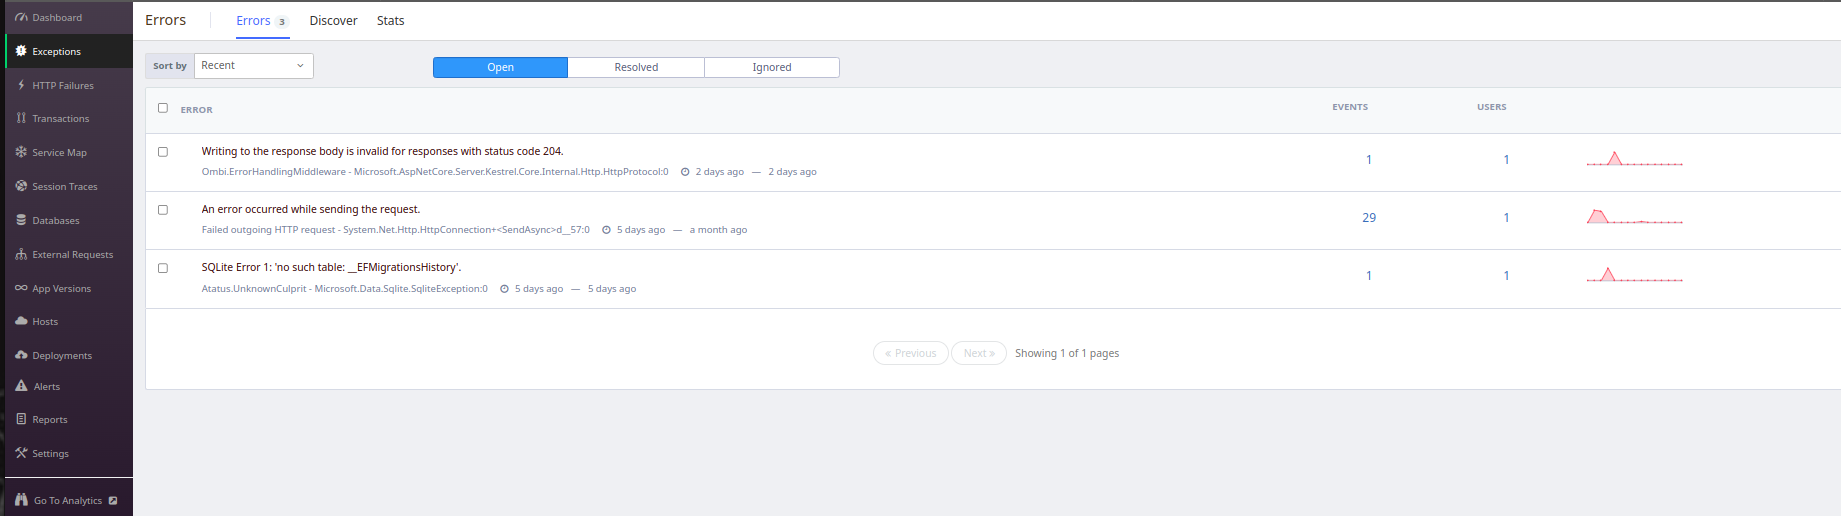 Dashboard
Exceptions
HTTP Failures
Transactions
Service Map
Session Traces
Databases
External Requests
App Versions
Hosts
Deployments
Alerts
Reports
Settings
Go To Analytics
Errors
Errors 3 Discover Stats
Sort by Recent
Open Resolved Ignored
ERROR EVENTS USERS
Writing to the response body is invalid for responses with status code 204.
Ombi.ErrorHandlingMiddleware - Microsoft.AspNetCore.Server.Kestrel.Core.Internal.Http.HttpProtocol:0 2 days ago — 2 days ago
1 1
An error occurred while sending the request.
Failed outgoing HTTP request - System.Net.Http.HttpConnection+<SendAsync>d__57:0 5 days ago — a month ago
29 1
SQLite Error 1: 'no such table: __EFMigrationsHistory'.
Atatus.UnknownCulprit - Microsoft.Data.Sqlite.SqliteException:0 5 days ago — 5 days ago
1 1
« Previous Next » Showing 1 of 1 pages